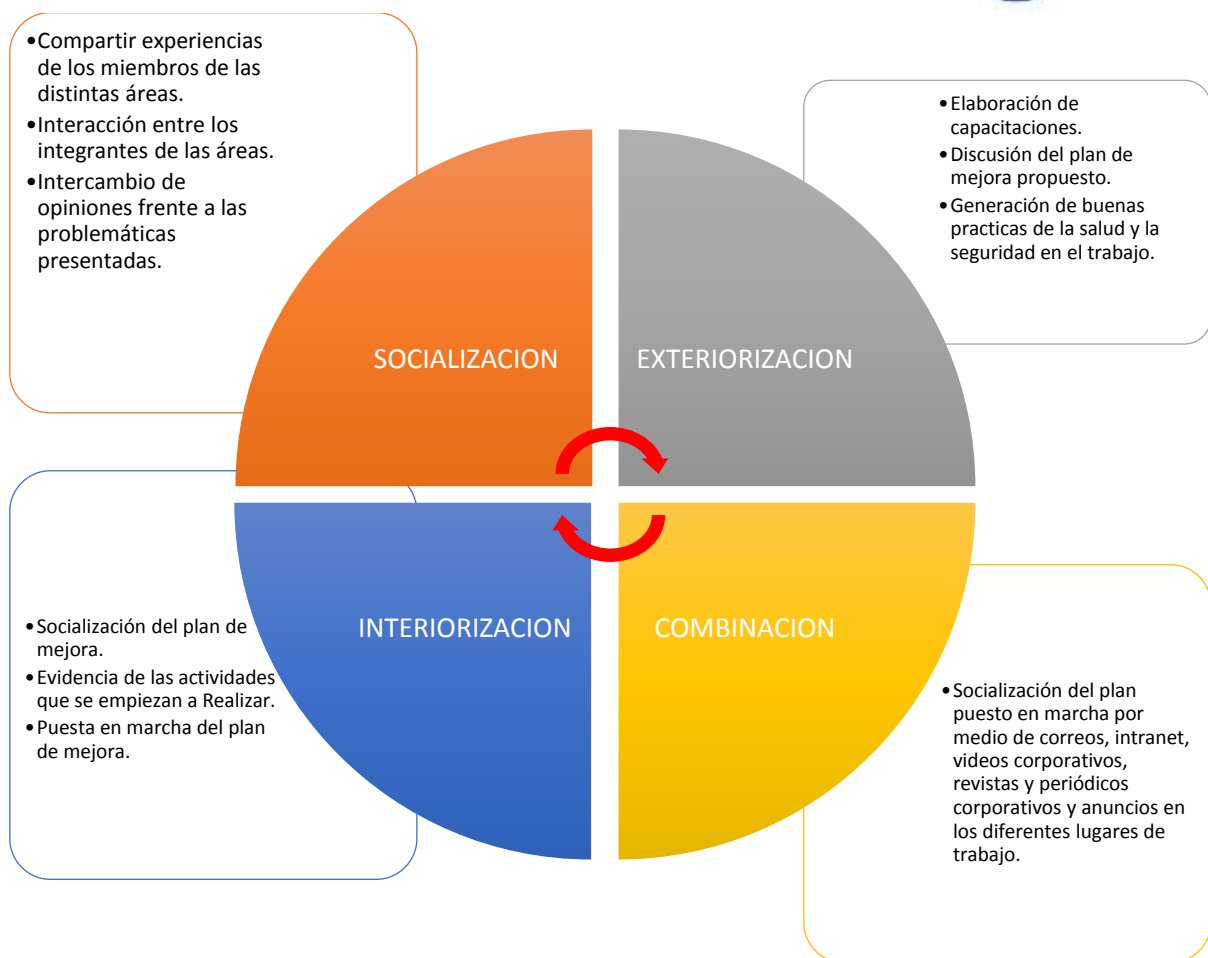 •Compartir experiencias
de los miembros de las
distintas áreas.
•Interacción entre los
integrantes de las áreas.
•Intercambio de
opiniones frente a las
problemáticas
presentadas.
•Elaboración de
capacitaciones.
•Discusión del plan de
mejora propuesto.
•Generación de buenas
practicas de la salud y la
seguridad en el trabajo.
SOCIALIZACION
EXTERIORIZACION
INTERIORIZACION
COMBINACION
•Socialización del plan de
mejora.
•Evidencia de las actividades
que se empiezan a Realizar.
•Puesta en marcha del plan
de mejora.
•Socialización del plan
puesto en marcha por
medio de correos, intranet,
videos corporativos,
revistas y periódicos
corporativos y anuncios en
los diferentes lugares de
trabajo.